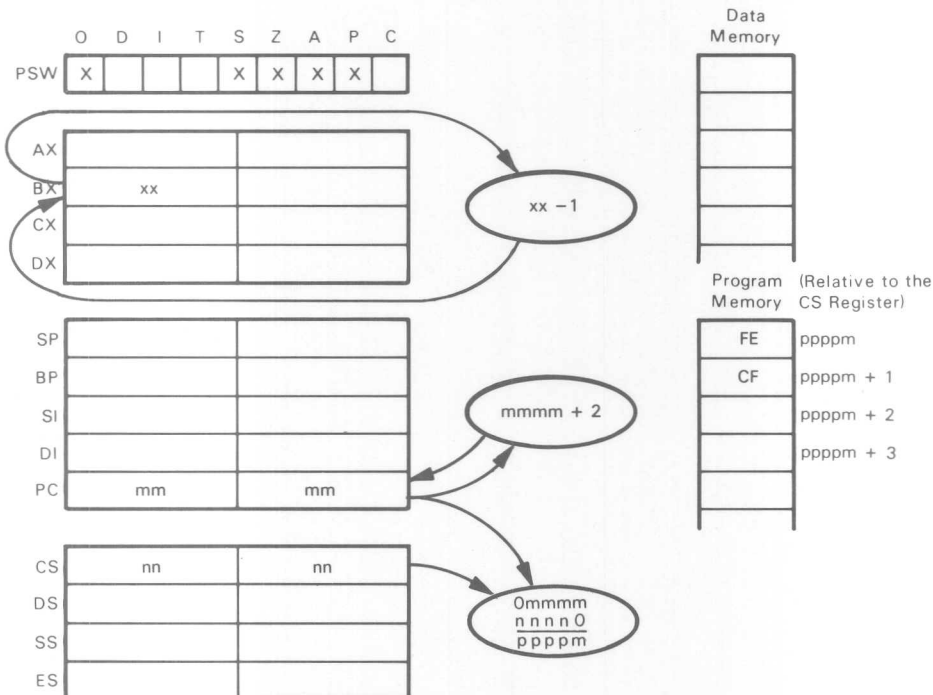 O D I T S Z A P C
PSW X X X X X
AX
BX xx
CX
DX
xx −1
Data
Memory
Program (Relative to the
Memory CS Register)
FE ppppm
CF ppppm + 1
ppppm + 2
ppppm + 3
SP
BP
SI
DI
PC mm mm
mmmm + 2
CS nn nn
DS
SS
ES
0mmmm
nnnn0
ppppm